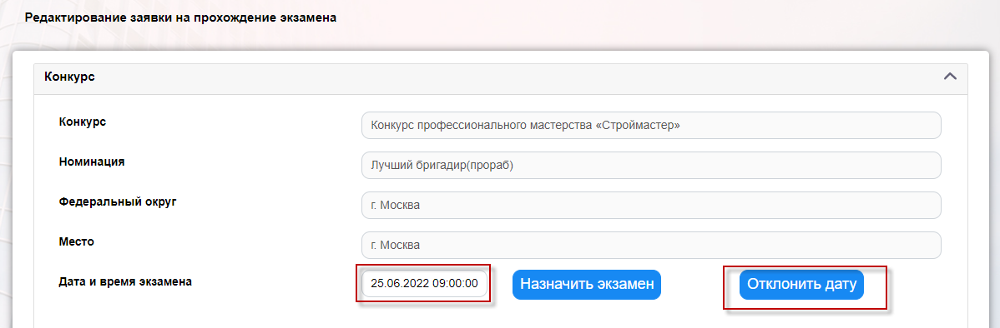 Редактирование заявки на прохождение экзамена
Конкурс
Конкурс
Конкурс профессионального мастерства «Строймастер»
Номинация
Лучший бригадир(прораб)
Федеральный округ
г. Москва
Место
г. Москва
Дата и время экзамена
25.06.2022 09:00:00
Назначить экзамен
Отклонить дату